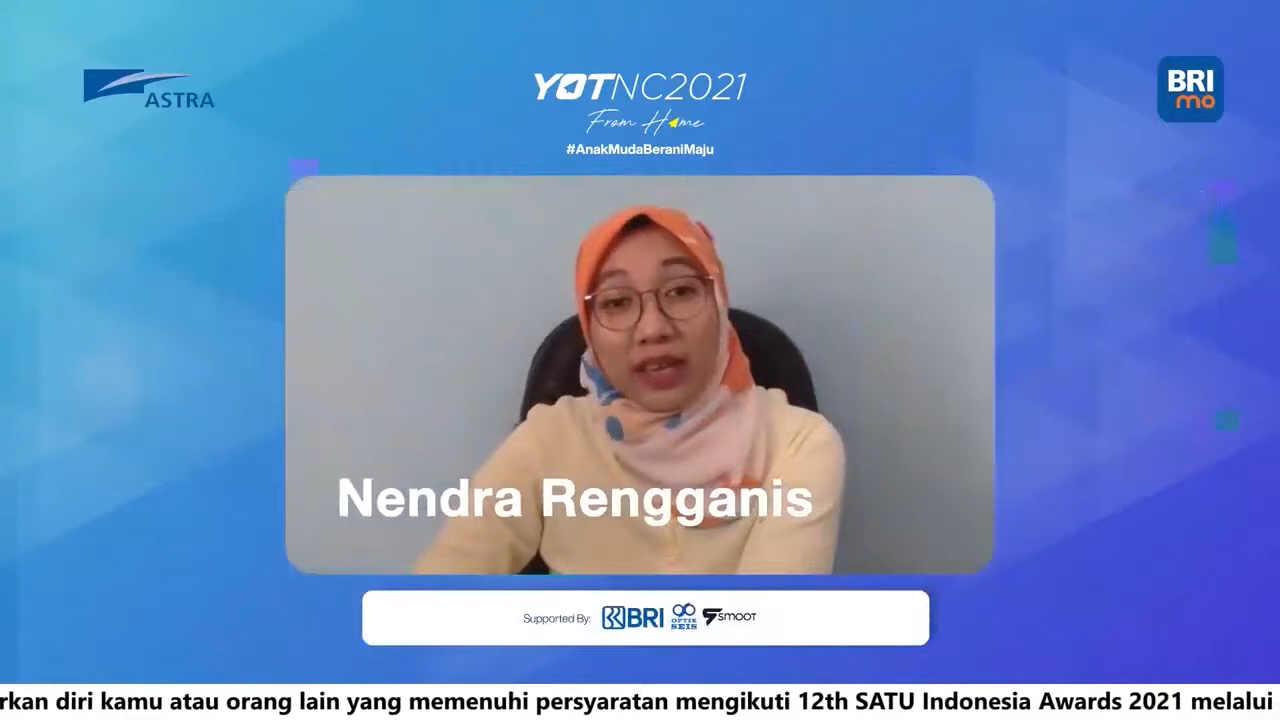 ASTRA
YOTNC2021
From Home
#AnakMudaBeraniMaju
BRI
mo
Nendra Rengganis
Supported By: BRI OPTIK SEIS SMOOT
rkan diri kamu atau orang lain yang memenuhi persyaratan mengikuti 12th SATU Indonesia Awards 2021 melalui